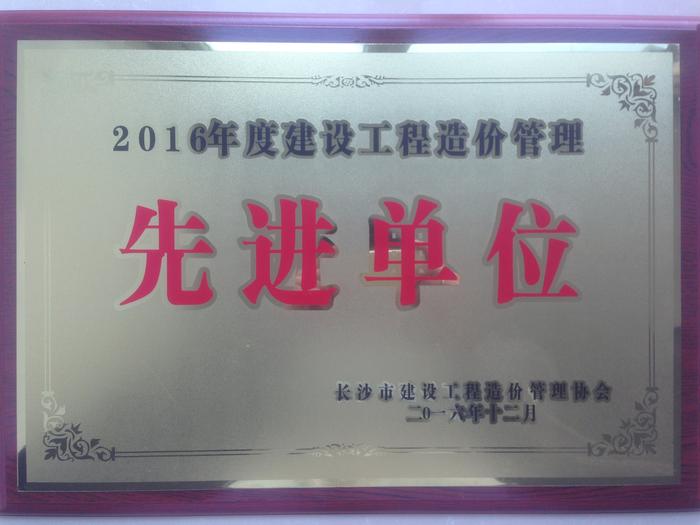 2016年度建设工程造价管理
先进单位
长沙市建设工程造价管理协会
二○一六年十二月